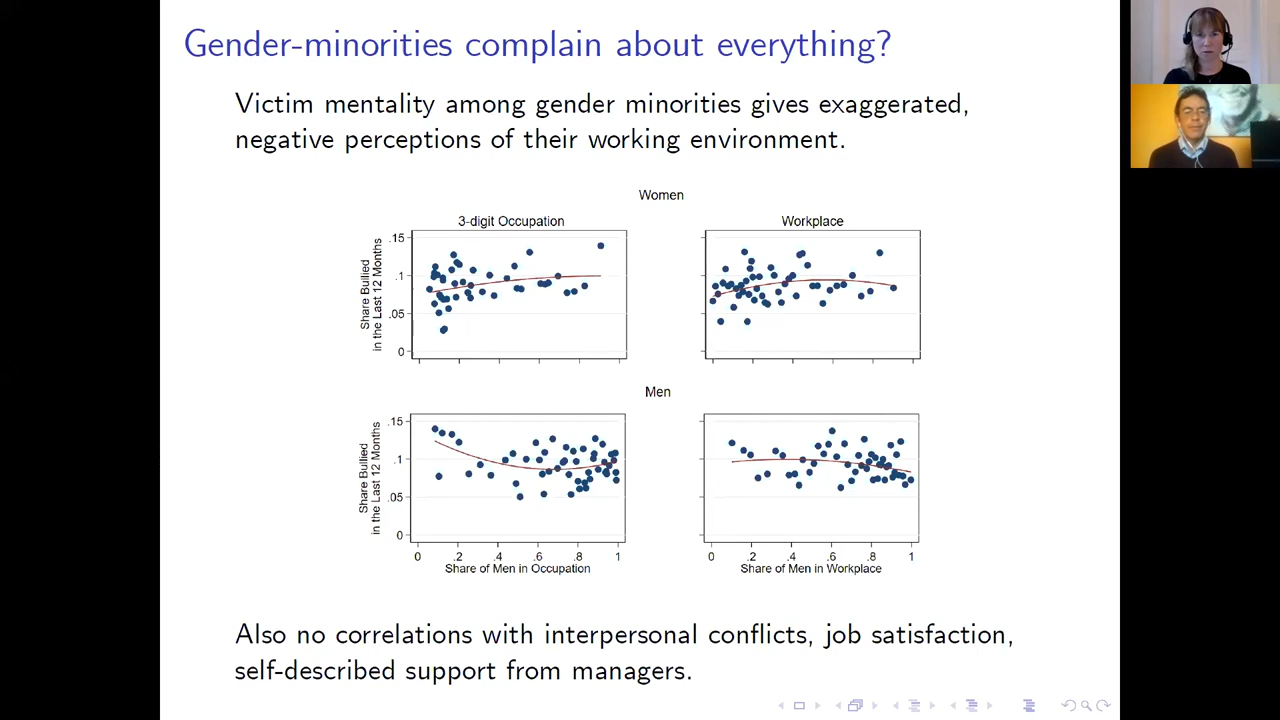 Gender-minorities complain about everything?
Victim mentality among gender minorities gives exaggerated,
negative perceptions of their working environment.
Women
3-digit Occupation
Workplace
Share Bullied
in the Last 12 Months
.15
.1
.05
0
Men
Share Bullied
in the Last 12 Months
.15
.1
.05
0
0 .2 .4 .6 .8 1
Share of Men in Occupation
0 .2 .4 .6 .8 1
Share of Men in Workplace
Also no correlations with interpersonal conflicts, job satisfaction,
self-described support from managers.